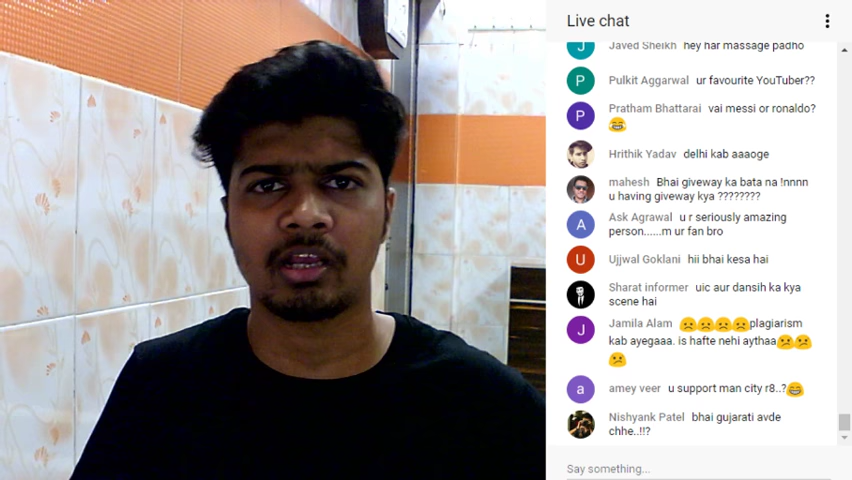 Live chat
Javed Sheikh hey har massage padho
Pulkit Aggarwal ur favourite YouTuber??
Pratham Bhattarai vai messi or ronaldo?
😂
Hrithik Yadav delhi kab aaaoge
mahesh Bhai giveway ka bata na !nnnn
u having giveway kya ????????
A Ask Agrawal u r seriously amazing
person......m ur fan bro
U Ujjwal Goklani hii bhai kesa hai
Sharat informer uic aur dansih ka kya
scene hai
J Jamila Alam ☹️☹️☹️☹️plagiarism
kab ayegaaa. is hafte nehi aythaa😕😕
😕
a amey veer u support man city r8..?😂
Nishyank Patel bhai gujarati avde
chhe..!!?
Say something...